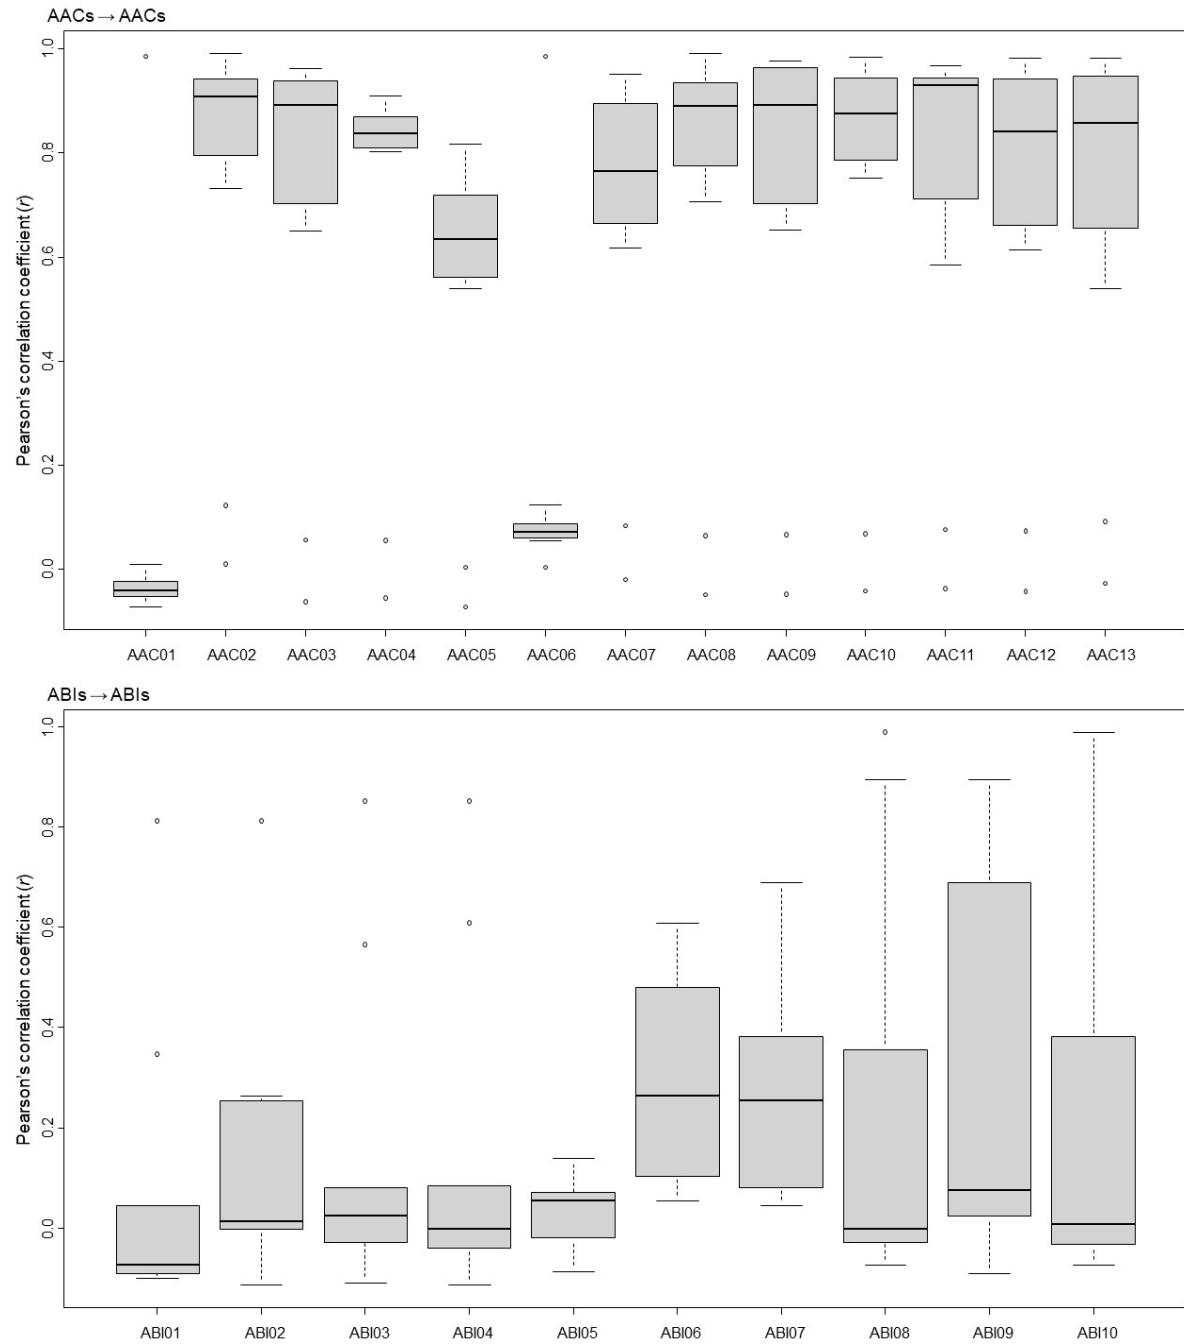 AACs → AACs
Pearson's correlation coefficient (r)
1.0
0.8
0.6
0.4
0.2
0.0
AAC01 AAC02 AAC03 AAC04 AAC05 AAC06 AAC07 AAC08 AAC09 AAC10 AAC11 AAC12 AAC13
ABIs → ABIs
Pearson's correlation coefficient (r)
1.0
0.8
0.6
0.4
0.2
0.0
ABI01 ABI02 ABI03 ABI04 ABI05 ABI06 ABI07 ABI08 ABI09 ABI10